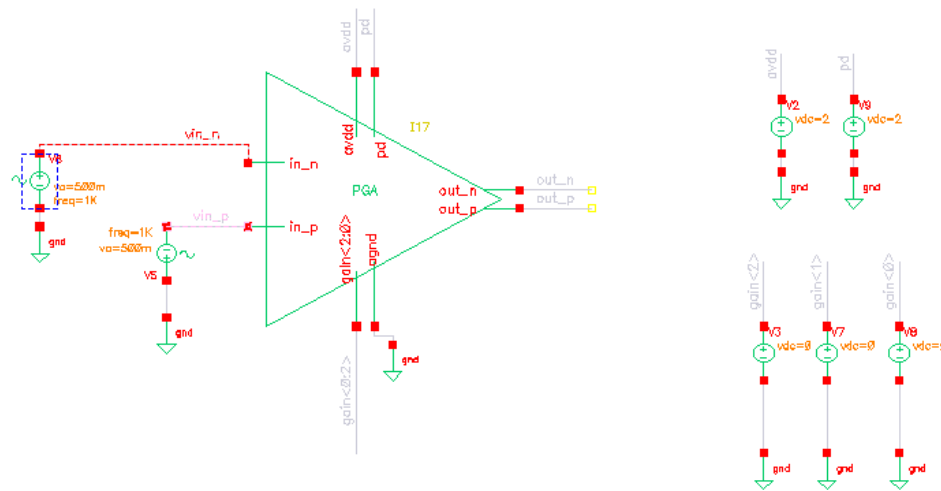 avdd
pd
I17
vin_n
V6
va=500m
freq=1K
gnd
in_n
avdd
pd
PGA
out_n
out_p
out_n
out_p
vin_p
in_p
freq=1K
va=500m
V5
gnd
gain<2:0>
agnd
gnd
gain<0:2>
avdd
pd
V2
vdc=2
V9
vdc=2
gnd
gnd
gain<2>
gain<1>
gain<0>
V3
vdc=0
V7
vdc=0
V8
gnd
gnd
gnd